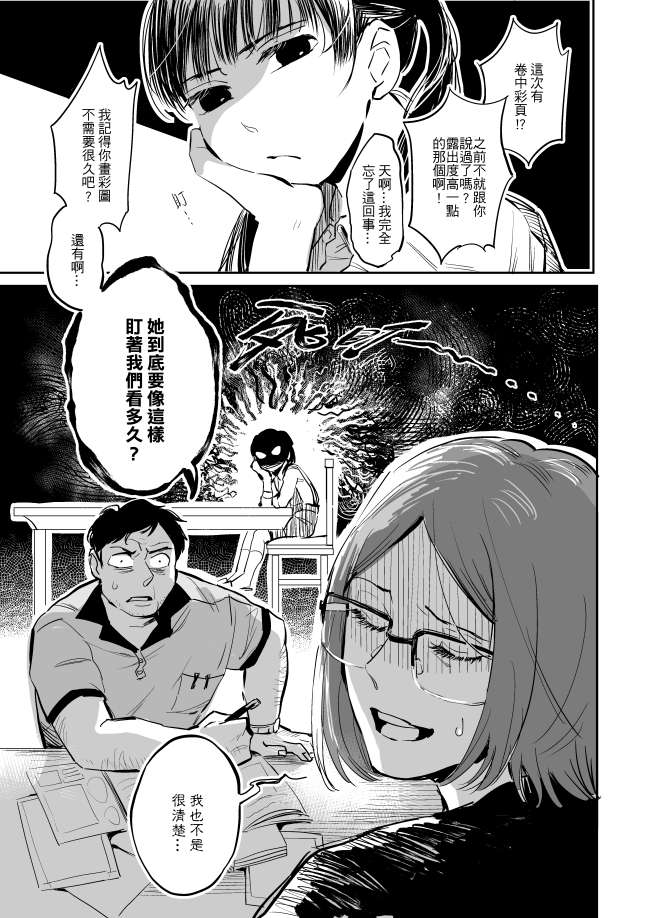 這次有
卷中彩頁!?
之前不就跟你
說過了嗎？
露出度高一點
的那個啊！
天啊…我完全
忘了這回事…
盯…
我記得你畫彩圖
不需要很久吧？
還有啊…
她到底要像這樣
盯著我們看多久？
死盯
我也不是
很清楚…